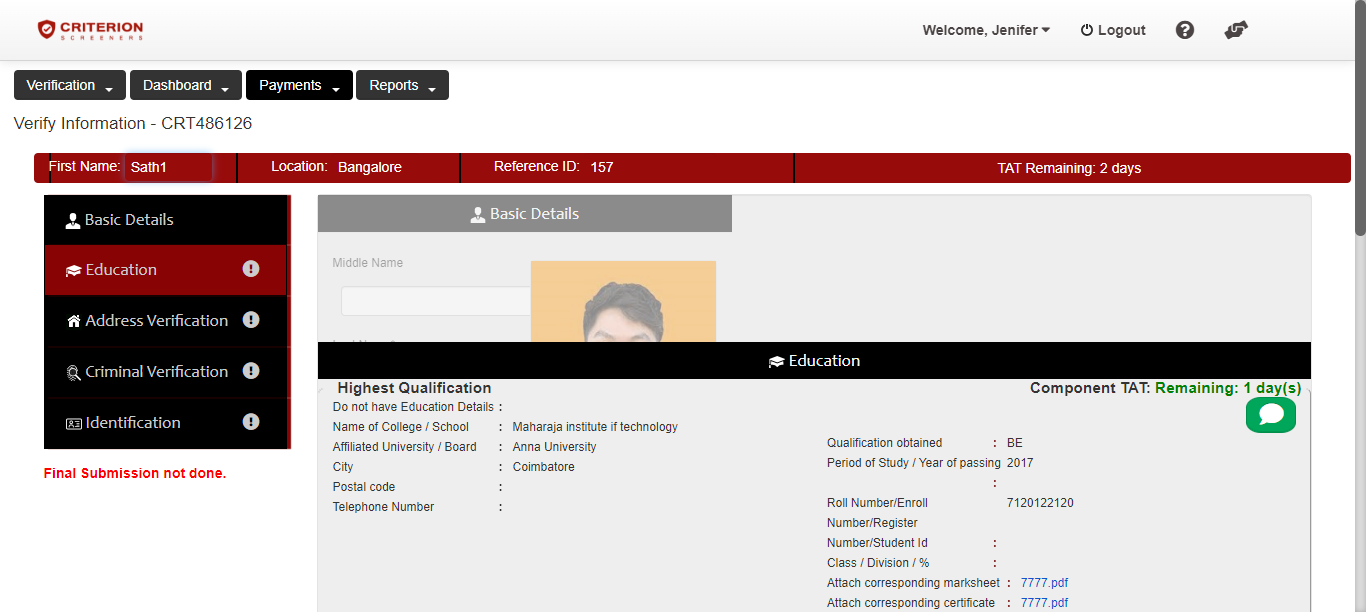 CRITERION
SCREENERS
Welcome, Jenifer
Logout
?
Verification
Dashboard
Payments
Reports
Verify Information - CRT486126
First Name: Sath1
Location: Bangalore
Reference ID: 157
TAT Remaining: 2 days
Basic Details
Education
Address Verification
Criminal Verification
Identification
Final Submission not done.
Basic Details
Middle Name
Education
Highest Qualification
Component TAT: Remaining: 1 day(s)
Do not have Education Details :
Name of College / School : Maharaja institute if technology
Affiliated University / Board : Anna University
City : Coimbatore
Postal code :
Telephone Number :
Qualification obtained : BE
Period of Study / Year of passing 2017
:
Roll Number/Enroll 7120122120
Number/Register
Number/Student Id :
Class / Division / % :
Attach corresponding marksheet : 7777.pdf
Attach corresponding certificate : 7777.pdf